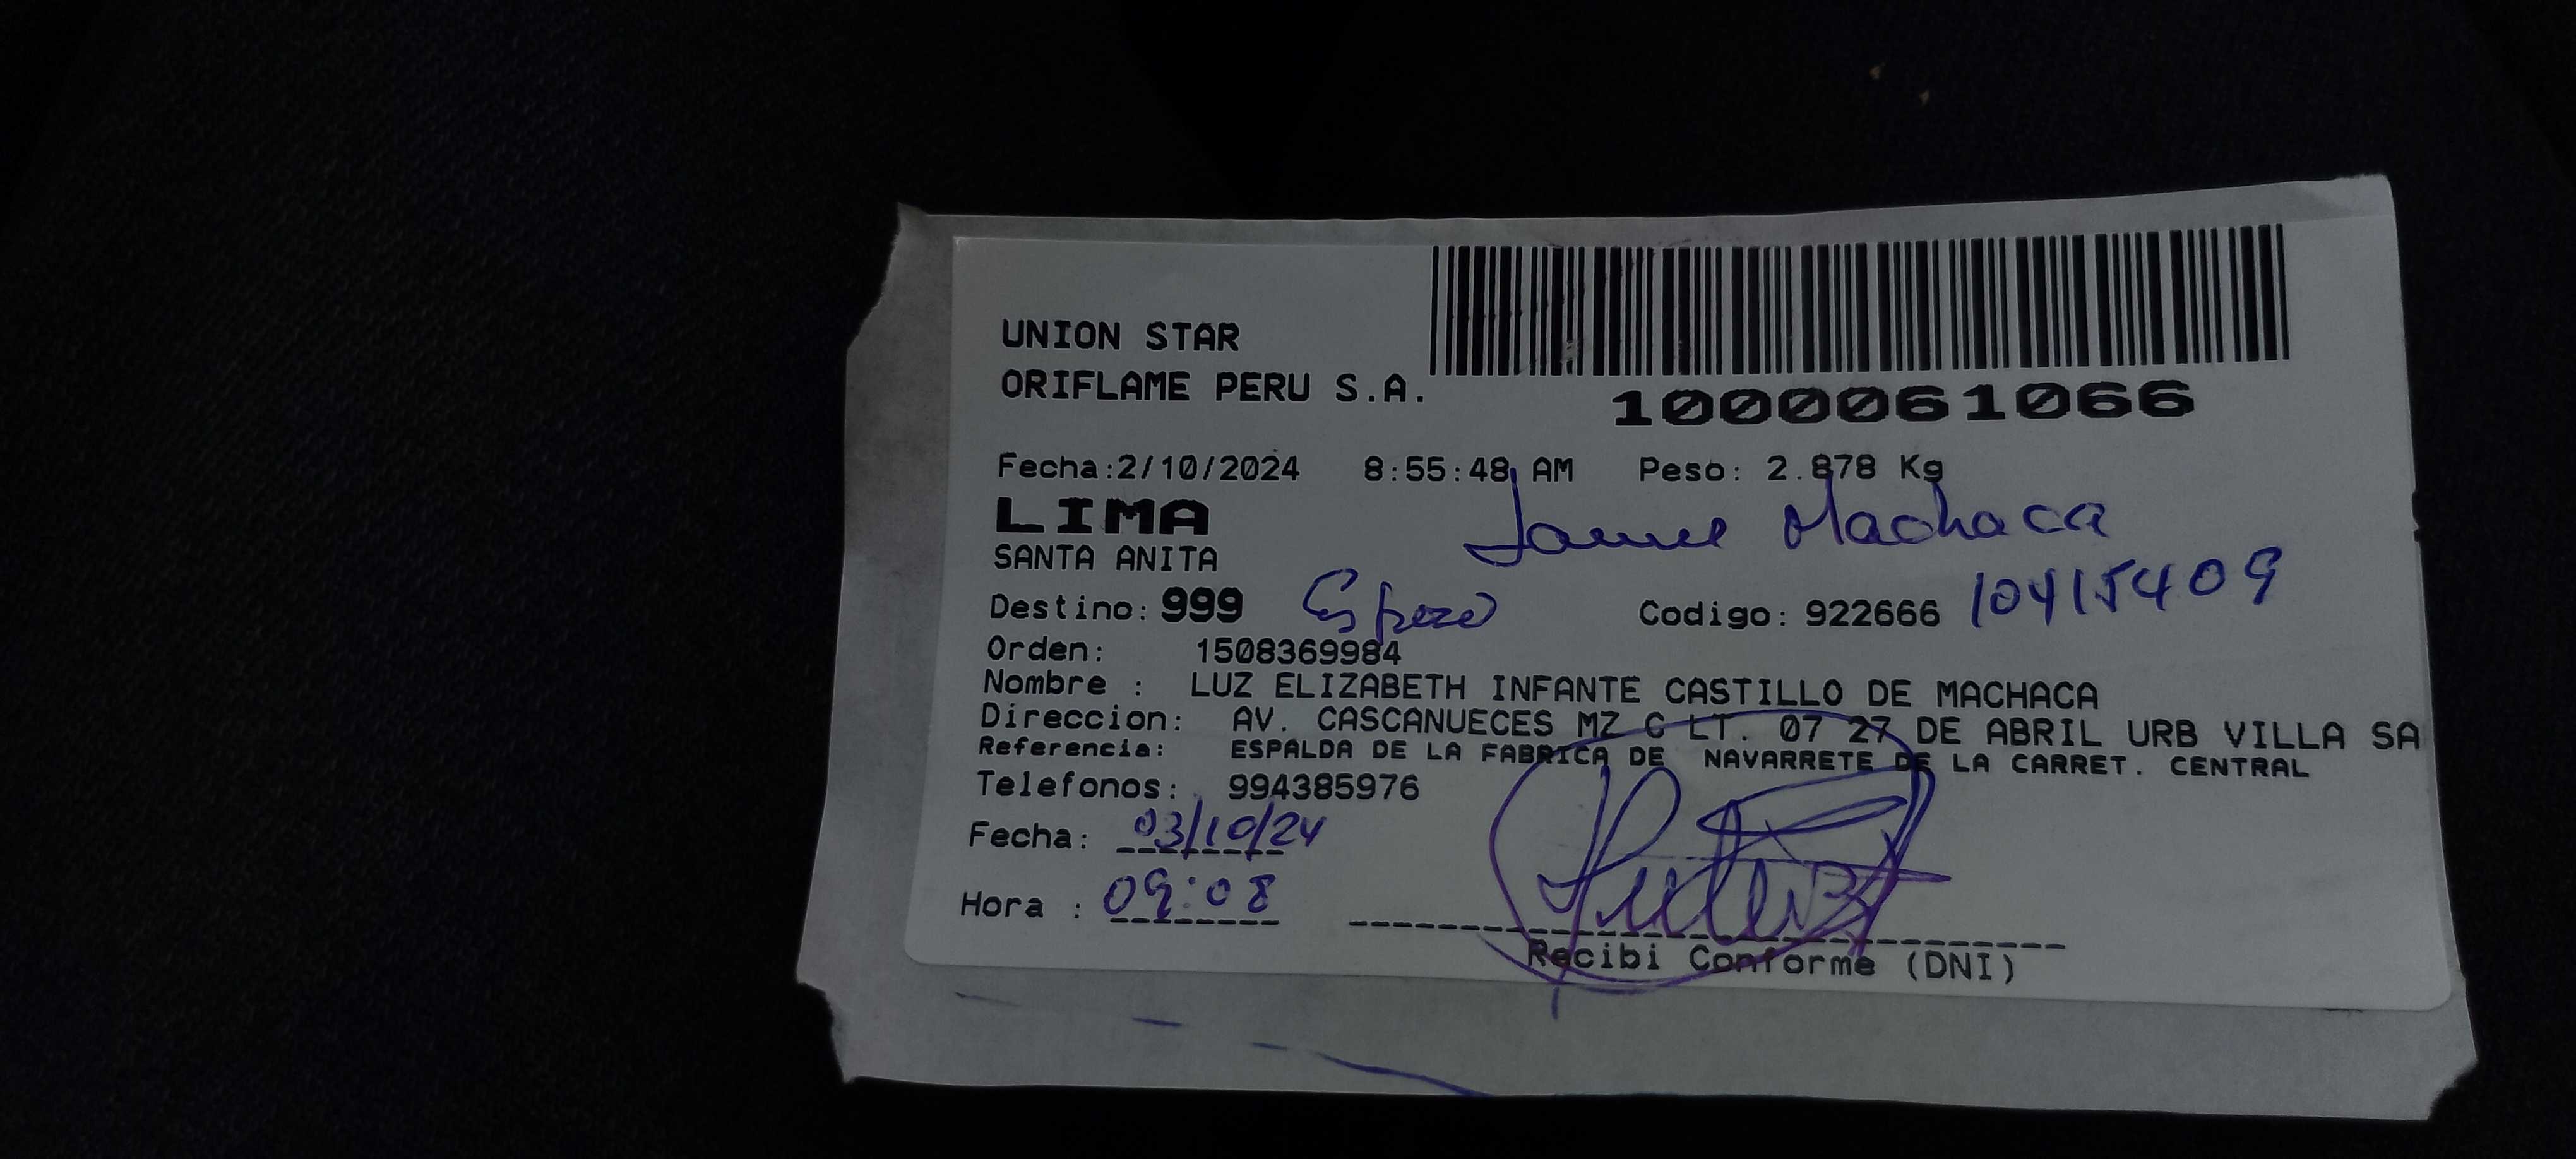 UNION STAR
ORIFLAME PERU S.A.
1000061066
Fecha:2/10/2024 8:55:48 AM Peso: 2.878 Kg
LIMA
Machaca
SANTA ANITA
Destino: 999 Esposo Codigo: 922666 10415409
Orden: 1508369984
Nombre : LUZ ELIZABETH INFANTE CASTILLO DE MACHACA
Direccion: AV. CASCANUECES MZ G LT. 07 27 DE ABRIL URB VILLA SA
Referencia: ESPALDA DE LA FABRICA DE NAVARRETE DE LA CARRET. CENTRAL
Telefonos: 994385976
Fecha: 03/10/24
Hora : 09:08
Recibi Conforme (DNI)